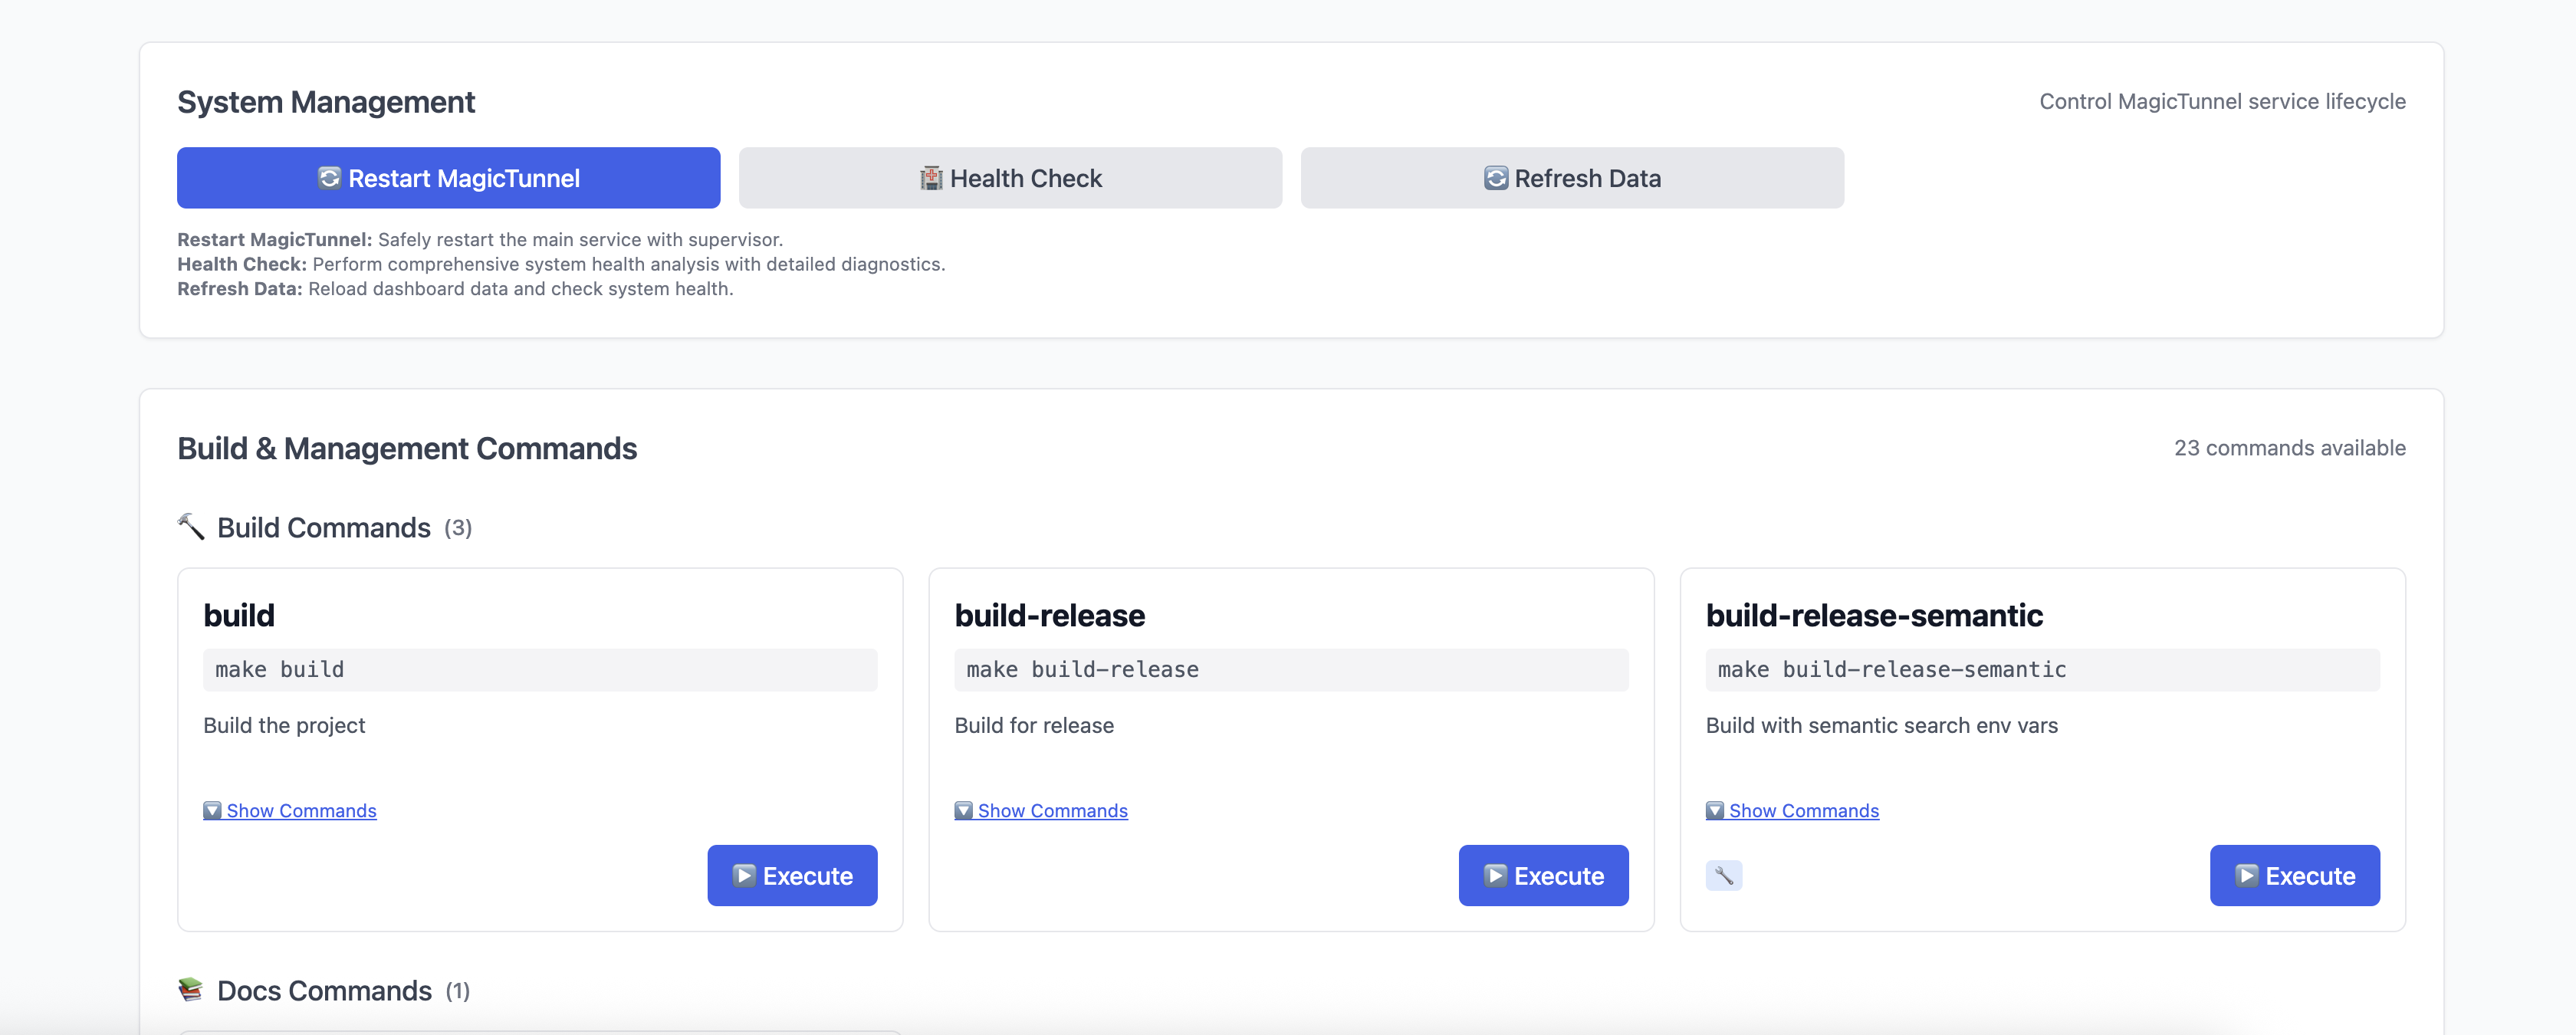 System Management
Control MagicTunnel service lifecycle
Restart MagicTunnel
Health Check
Refresh Data
Restart MagicTunnel: Safely restart the main service with supervisor.
Health Check: Perform comprehensive system health analysis with detailed diagnostics.
Refresh Data: Reload dashboard data and check system health.
Build & Management Commands
23 commands available
Build Commands (3)
build
make build
Build the project
Show Commands
Execute
build-release
make build-release
Build for release
Show Commands
Execute
build-release-semantic
make build-release-semantic
Build with semantic search env vars
Show Commands
Execute
Docs Commands (1)